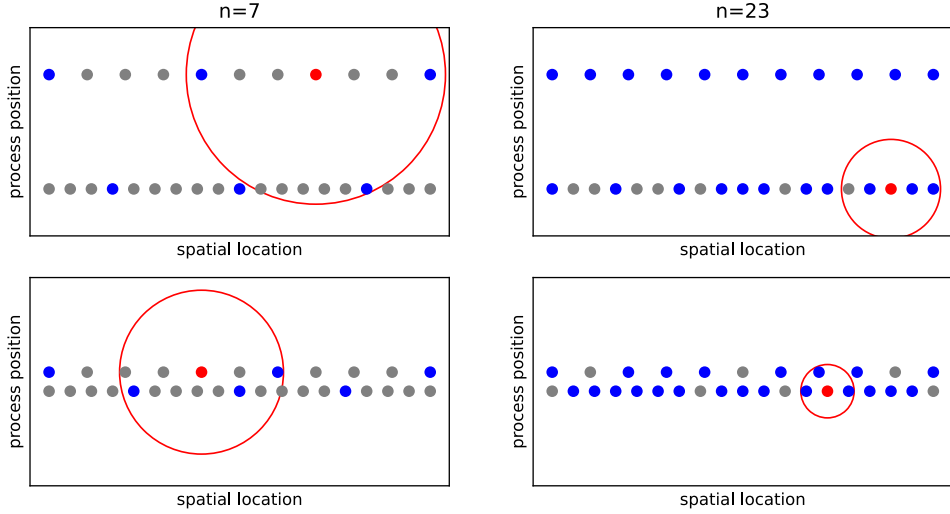 n=7
n=23
process position
process position
spatial location
spatial location
process position
process position
spatial location
spatial location